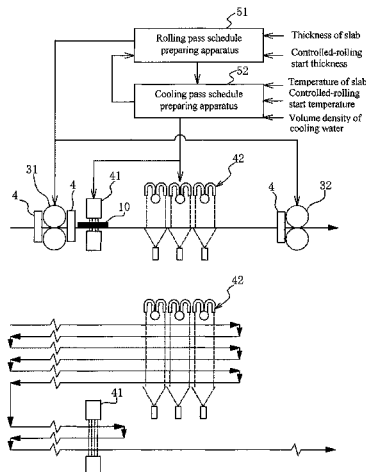 51
Rolling pass schedule
preparing apparatus
Thickness of slab
Controlled-rolling
start thickness
52
Cooling pass schedule
preparing apparatus
Temperature of slab
Controlled-rolling
start temperature
Volume density of
cooling water
31
4
4
41
10
42
4
32
42
41